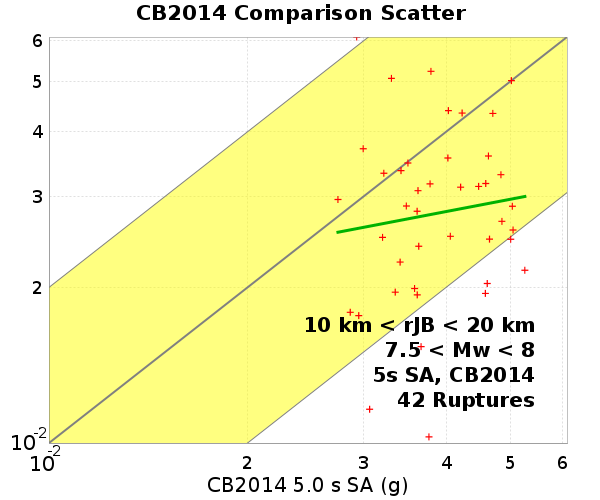 CB2014 Comparison Scatter
6
5
4
3
2
10 km < rJB < 20 km
7.5 < Mw < 8
5s SA, CB2014
42 Ruptures
10-2
10-2 2 3 4 5 6
CB2014 5.0 s SA (g)